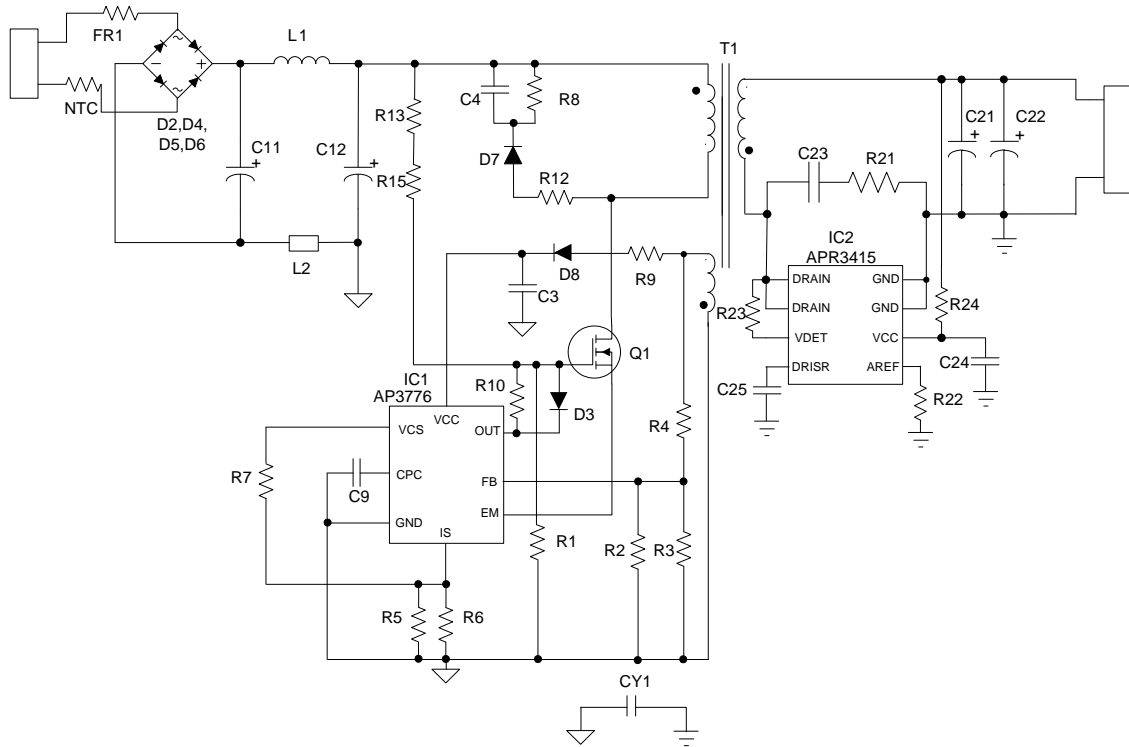 FR1
L1
T1
NTC
D2,D4,
D5,D6
C11
C12
R13
R15
C4
R8
D7
R12
C21
C22
C23
R21
L2
C3
D8
R9
IC2
APR3415
DRAIN
GND
DRAIN
GND
R23
VDET
VCC
R24
DRISR
AREF
C24
C25
R22
Q1
IC1
AP3776
R10
D3
VCC
VCS
OUT
R4
R7
CPC
C9
FB
GND
EM
IS
R1
R2
R3
R5
R6
CY1